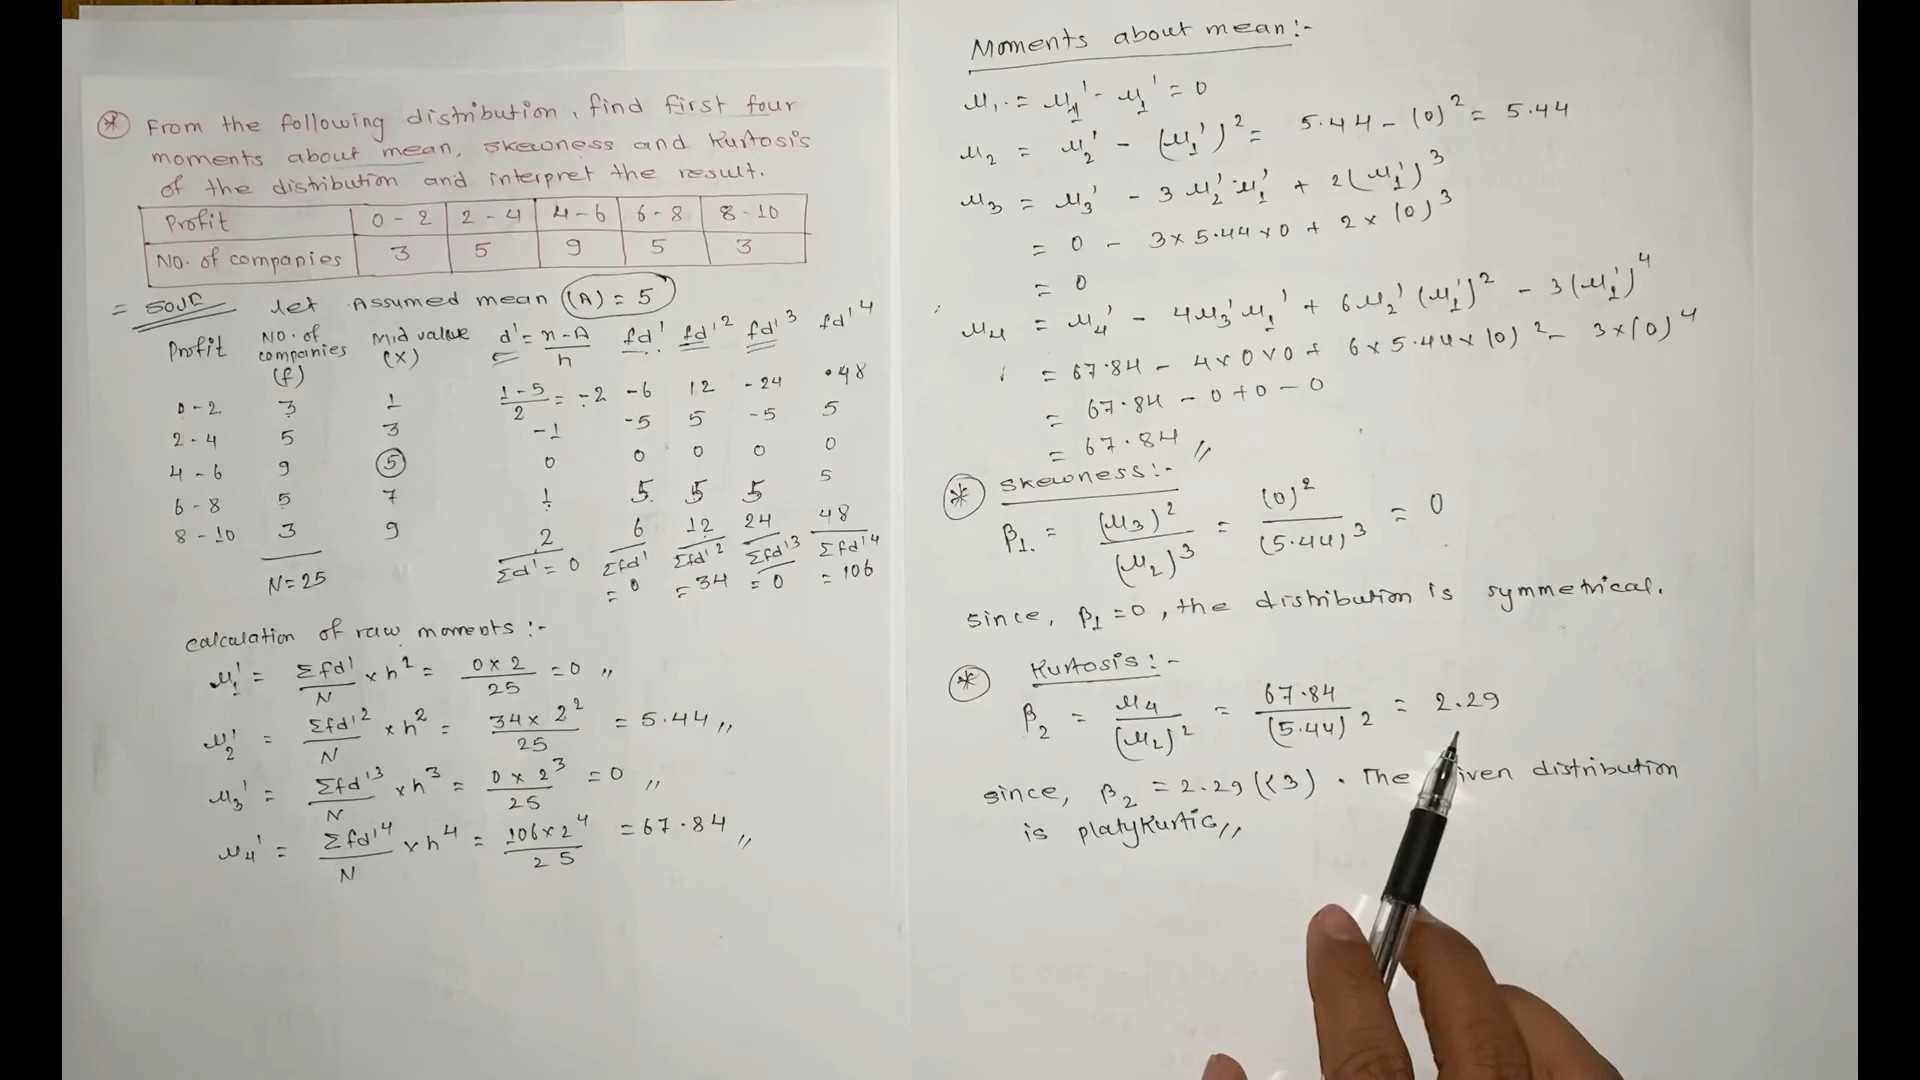 * From the following distribution, find first four
moments about mean, skewness and Kurtosis
of the distribution and interpret the result.
Profit | 0-2 | 2-4 | 4-6 | 6-8 | 8-10
NO. of companies | 3 | 5 | 9 | 5 | 3
= let Assumed mean (A) = 5
Profit NO. of companies (f) Mid value (x) d' = x-A/h fd' fd'² fd'³ fd'⁴
0-2 3 1 1-5/2 = -2 -6 12 -24 48
2-4 5 3 -1 -5 5 -5 5
4-6 9 5 0 0 0 0 0
6-8 5 7 1 5 5 5 5
8-10 3 9 2 6 12 24 48
N=25 Σd' = 0 Σfd' = 0 Σfd'² = 34 Σfd'³ = 0 Σfd'⁴ = 106
calculation of raw moments :-
μ₁' = Σfd'/N × h¹ = 0×2/25 = 0 ,,
μ₂' = Σfd'²/N × h² = 34×2²/25 = 5.44 ,,
μ₃' = Σfd'³/N × h³ = 0×2³/25 = 0 ,,
μ₄' = Σfd'⁴/N × h⁴ = 106×2⁴/25 = 67.84 ,,
Moments about mean :-
μ₁ = μ₁' - μ₁' = 0
μ₂ = μ₂' - (μ₁')² = 5.44 - (0)² = 5.44
μ₃ = μ₃' - 3 μ₂'·μ₁' + 2(μ₁')³
= 0 - 3×5.44×0 + 2×(0)³
= 0
μ₄ = μ₄' - 4μ₃'μ₁' + 6μ₂'(μ₁')² - 3(μ₁')⁴
= 67.84 - 4×0×0 + 6×5.44×(0)² - 3×(0)⁴
= 67.84 - 0 + 0 - 0
= 67.84 ,,
* Skewness :-
β₁ = (μ₃)²/(μ₂)³ = (0)²/(5.44)³ = 0
since, β₁ = 0, the distribution is symmetrical.
* Kurtosis :-
β₂ = μ₄/(μ₂)² = 67.84/(5.44)² = 2.29
since, β₂ = 2.29 (<3). The iven distribution
is platykurtic ,,